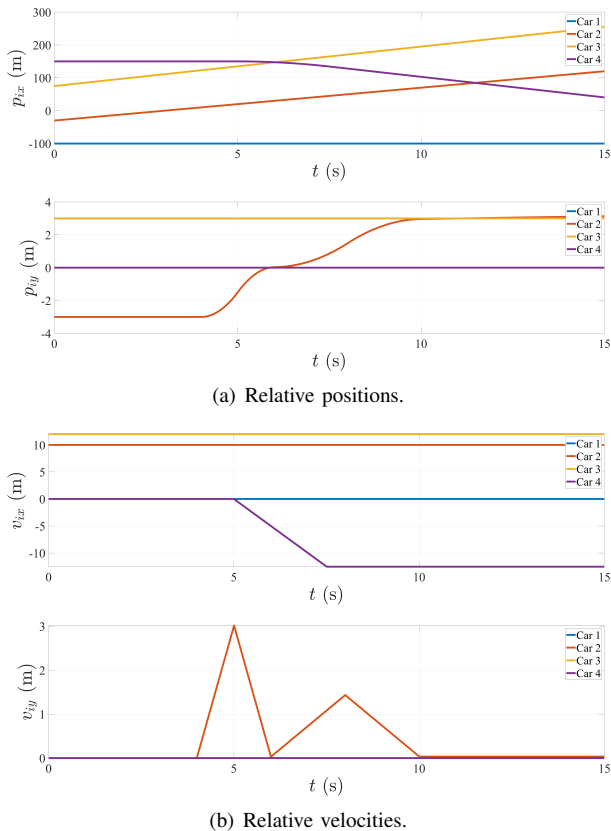 300
200
100
0
-100
p_{ix} (m)
Car 1
Car 2
Car 3
Car 4
0 5 10 15
t (s)
4
2
0
-2
-4
p_{iy} (m)
Car 1
Car 2
Car 3
Car 4
0 5 10 15
t (s)
(a) Relative positions.
10
5
0
-5
-10
v_{ix} (m)
Car 1
Car 2
Car 3
Car 4
0 5 10 15
t (s)
3
2
1
0
v_{iy} (m)
Car 1
Car 2
Car 3
Car 4
0 5 10 15
t (s)
(b) Relative velocities.